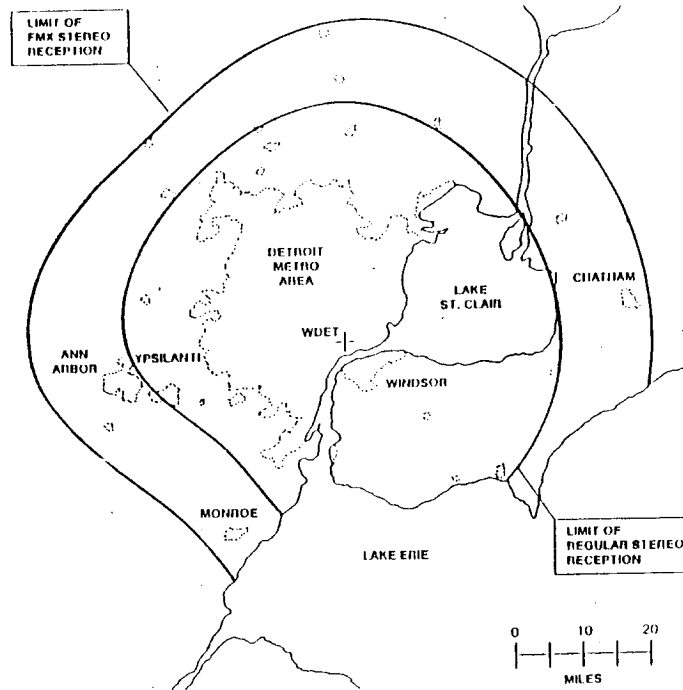 LIMIT OF
FMX STEREO
RECEPTION
DETROIT
METRO
AREA
LAKE
ST. CLAIR
CHATHAM
WDET
ANN
ARBOR
YPSILANTI
WINDSOR
MONROE
LAKE ERIE
LIMIT OF
REGULAR STEREO
RECEPTION
0 10 20
MILES